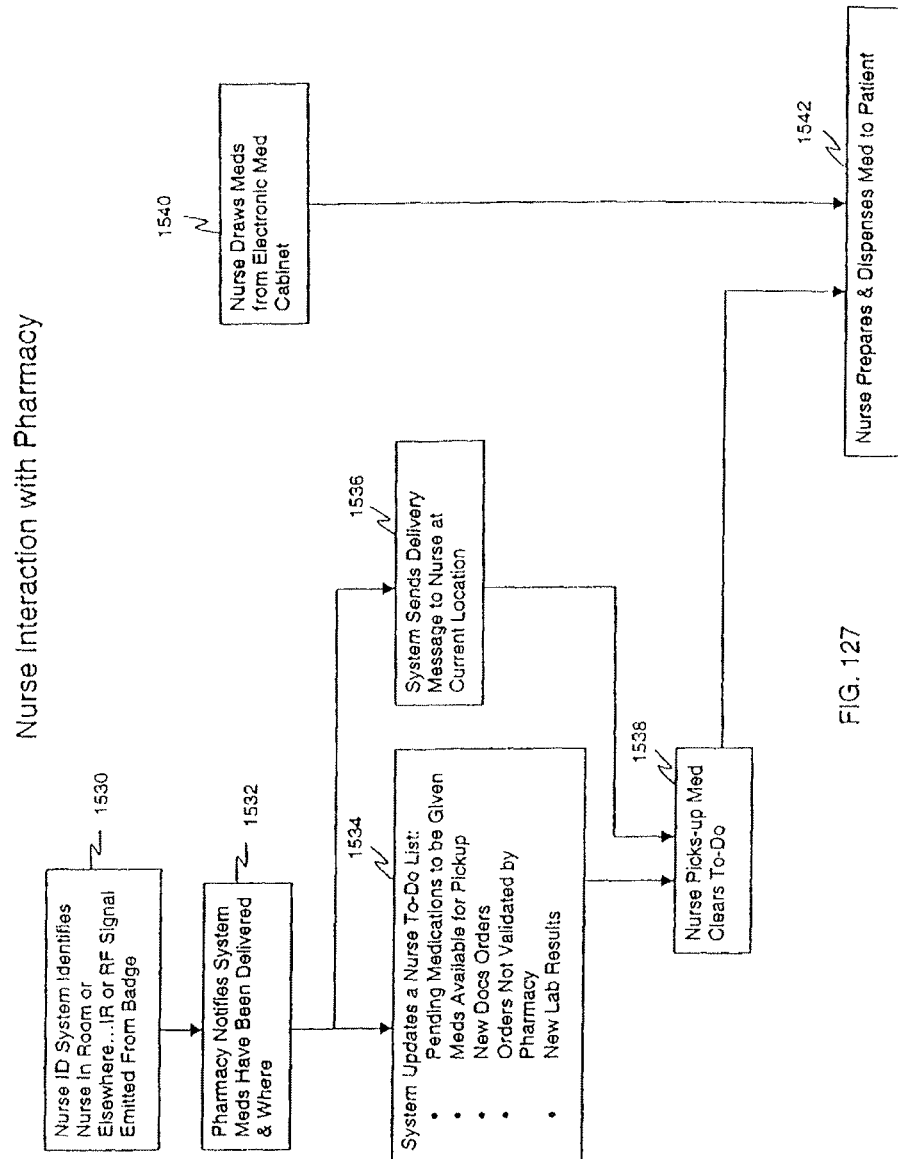 Nurse Interaction with Pharmacy
1530
Nurse ID System Identifies
Nurse In Room or
Elsewhere...IR or RF Signal
Emitted From Badge
1532
Pharmacy Notifies System
Meds Have Been Delivered
& Where
1534
System Updates a Nurse To-Do List:
• Pending Medications to be Given
• Meds Available for Pickup
• New Docs Orders
• Orders Not Validated by
Pharmacy
• New Lab Results
1536
System Sends Delivery
Message to Nurse at
Current Location
1538
Nurse Picks-up Med
Clears To-Do
1540
Nurse Draws Meds
from Electronic Med
Cabinet
1542
Nurse Prepares & Dispenses Med to Patient
FIG. 127